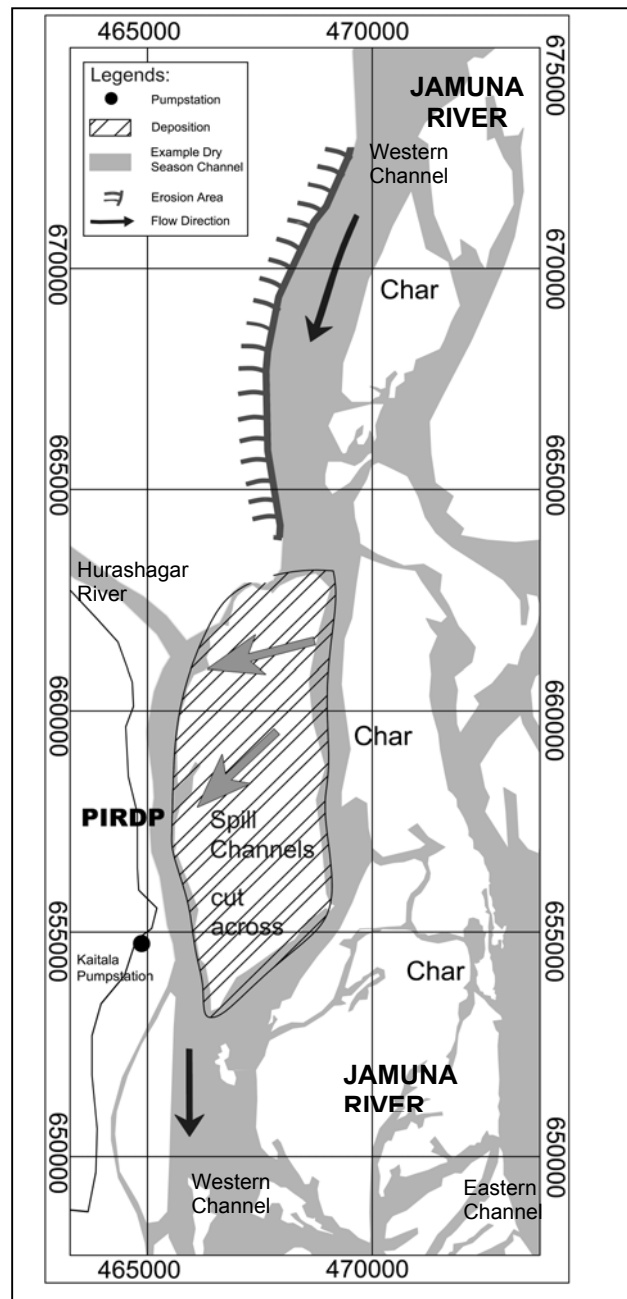 465000
470000
675000
Legends:
Pumpstation
Deposition
Example Dry
Season Channel
Erosion Area
Flow Direction
JAMUNA
RIVER
Western
Channel
670000
670000
Char
665000
665000
Hurashagar
River
660000
660000
Char
PIRDP
Spill
Channels
cut
across
655000
655000
Kaitala
Pumpstation
Char
JAMUNA
RIVER
650000
650000
Western
Channel
Eastern
Channel
465000
470000